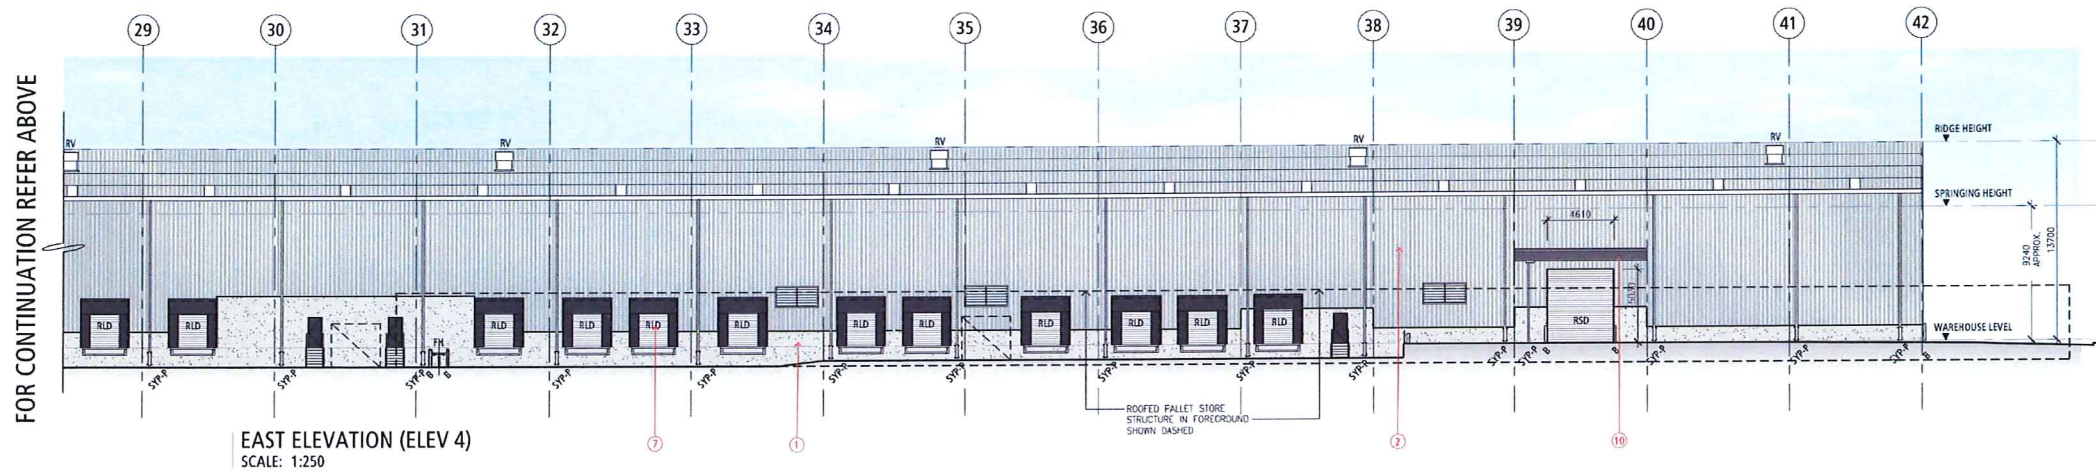 FOR CONTINUATION REFER ABOVE
29 30 31 32 33 34 35 36 37 38 39 40 41 42
RV RV RV RV RV
RIDGE HEIGHT
SPRINGING HEIGHT
4610
9240
APPROX.
13700
RLD RLD RLD RLD RLD RLD RLD RLD RLD RLD RLD RLD
RSD
WAREHOUSE LEVEL
FH
SYP-P SYP-P SYP-P B B SYP-P SYP-P SYP-P SYP-P SYP-P SYP-P SYP-P SYP-P SYP-P B B SYP-P SYP-P SYP-P B
ROOFED PALLET STORE
STRUCTURE IN FOREGROUND
SHOWN DASHED
7 1 2 10
EAST ELEVATION (ELEV 4)
SCALE: 1:250